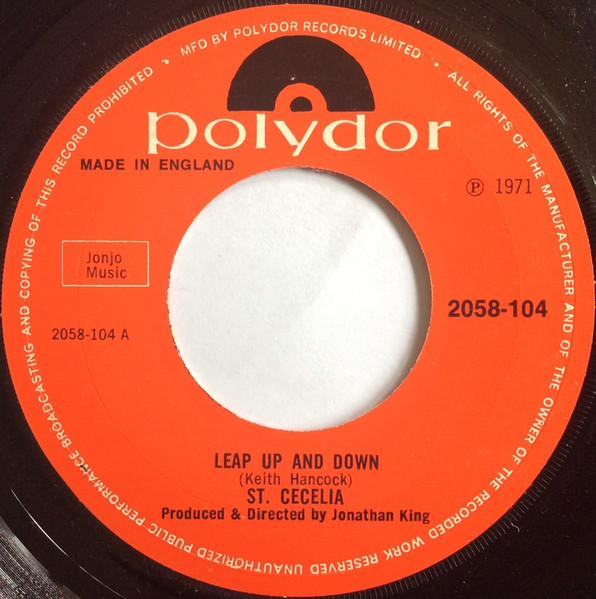 MFD BY POLYDOR RECORDS LIMITED • ALL RIGHTS OF THE MANUFACTURER AND OF THE OWNER OF THE RECORDED WORK RESERVED UNAUTHORIZED PUBLIC PERFORMANCE BROADCASTING AND COPYING OF THIS RECORD PROHIBITED •
polydor
MADE IN ENGLAND
℗ 1971
Jonjo
Music
2058-104
2058-104 A
LEAP UP AND DOWN
(Keith Hancock)
ST. CECELIA
Produced & Directed by Jonathan King